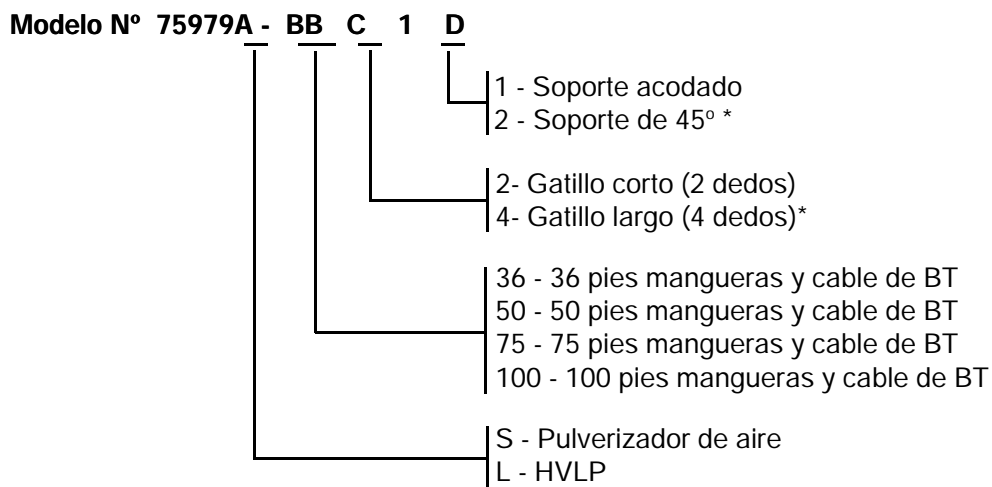 Modelo Nº 75979A - BB C 1 D
1 - Soporte acodado
2 - Soporte de 45º *
2- Gatillo corto (2 dedos)
4- Gatillo largo (4 dedos)*
36 - 36 pies mangueras y cable de BT
50 - 50 pies mangueras y cable de BT
75 - 75 pies mangueras y cable de BT
100 - 100 pies mangueras y cable de BT
S - Pulverizador de aire
L - HVLP